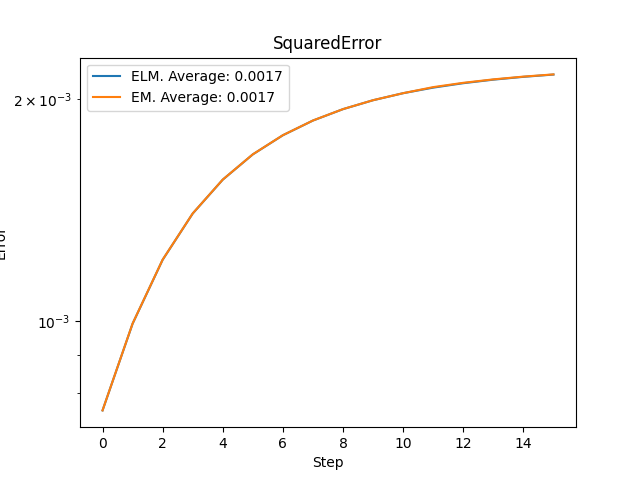 SquaredError
ELM. Average: 0.0017
EM. Average: 0.0017
2 × 10⁻³
10⁻³
Error
0 2 4 6 8 10 12 14
Step